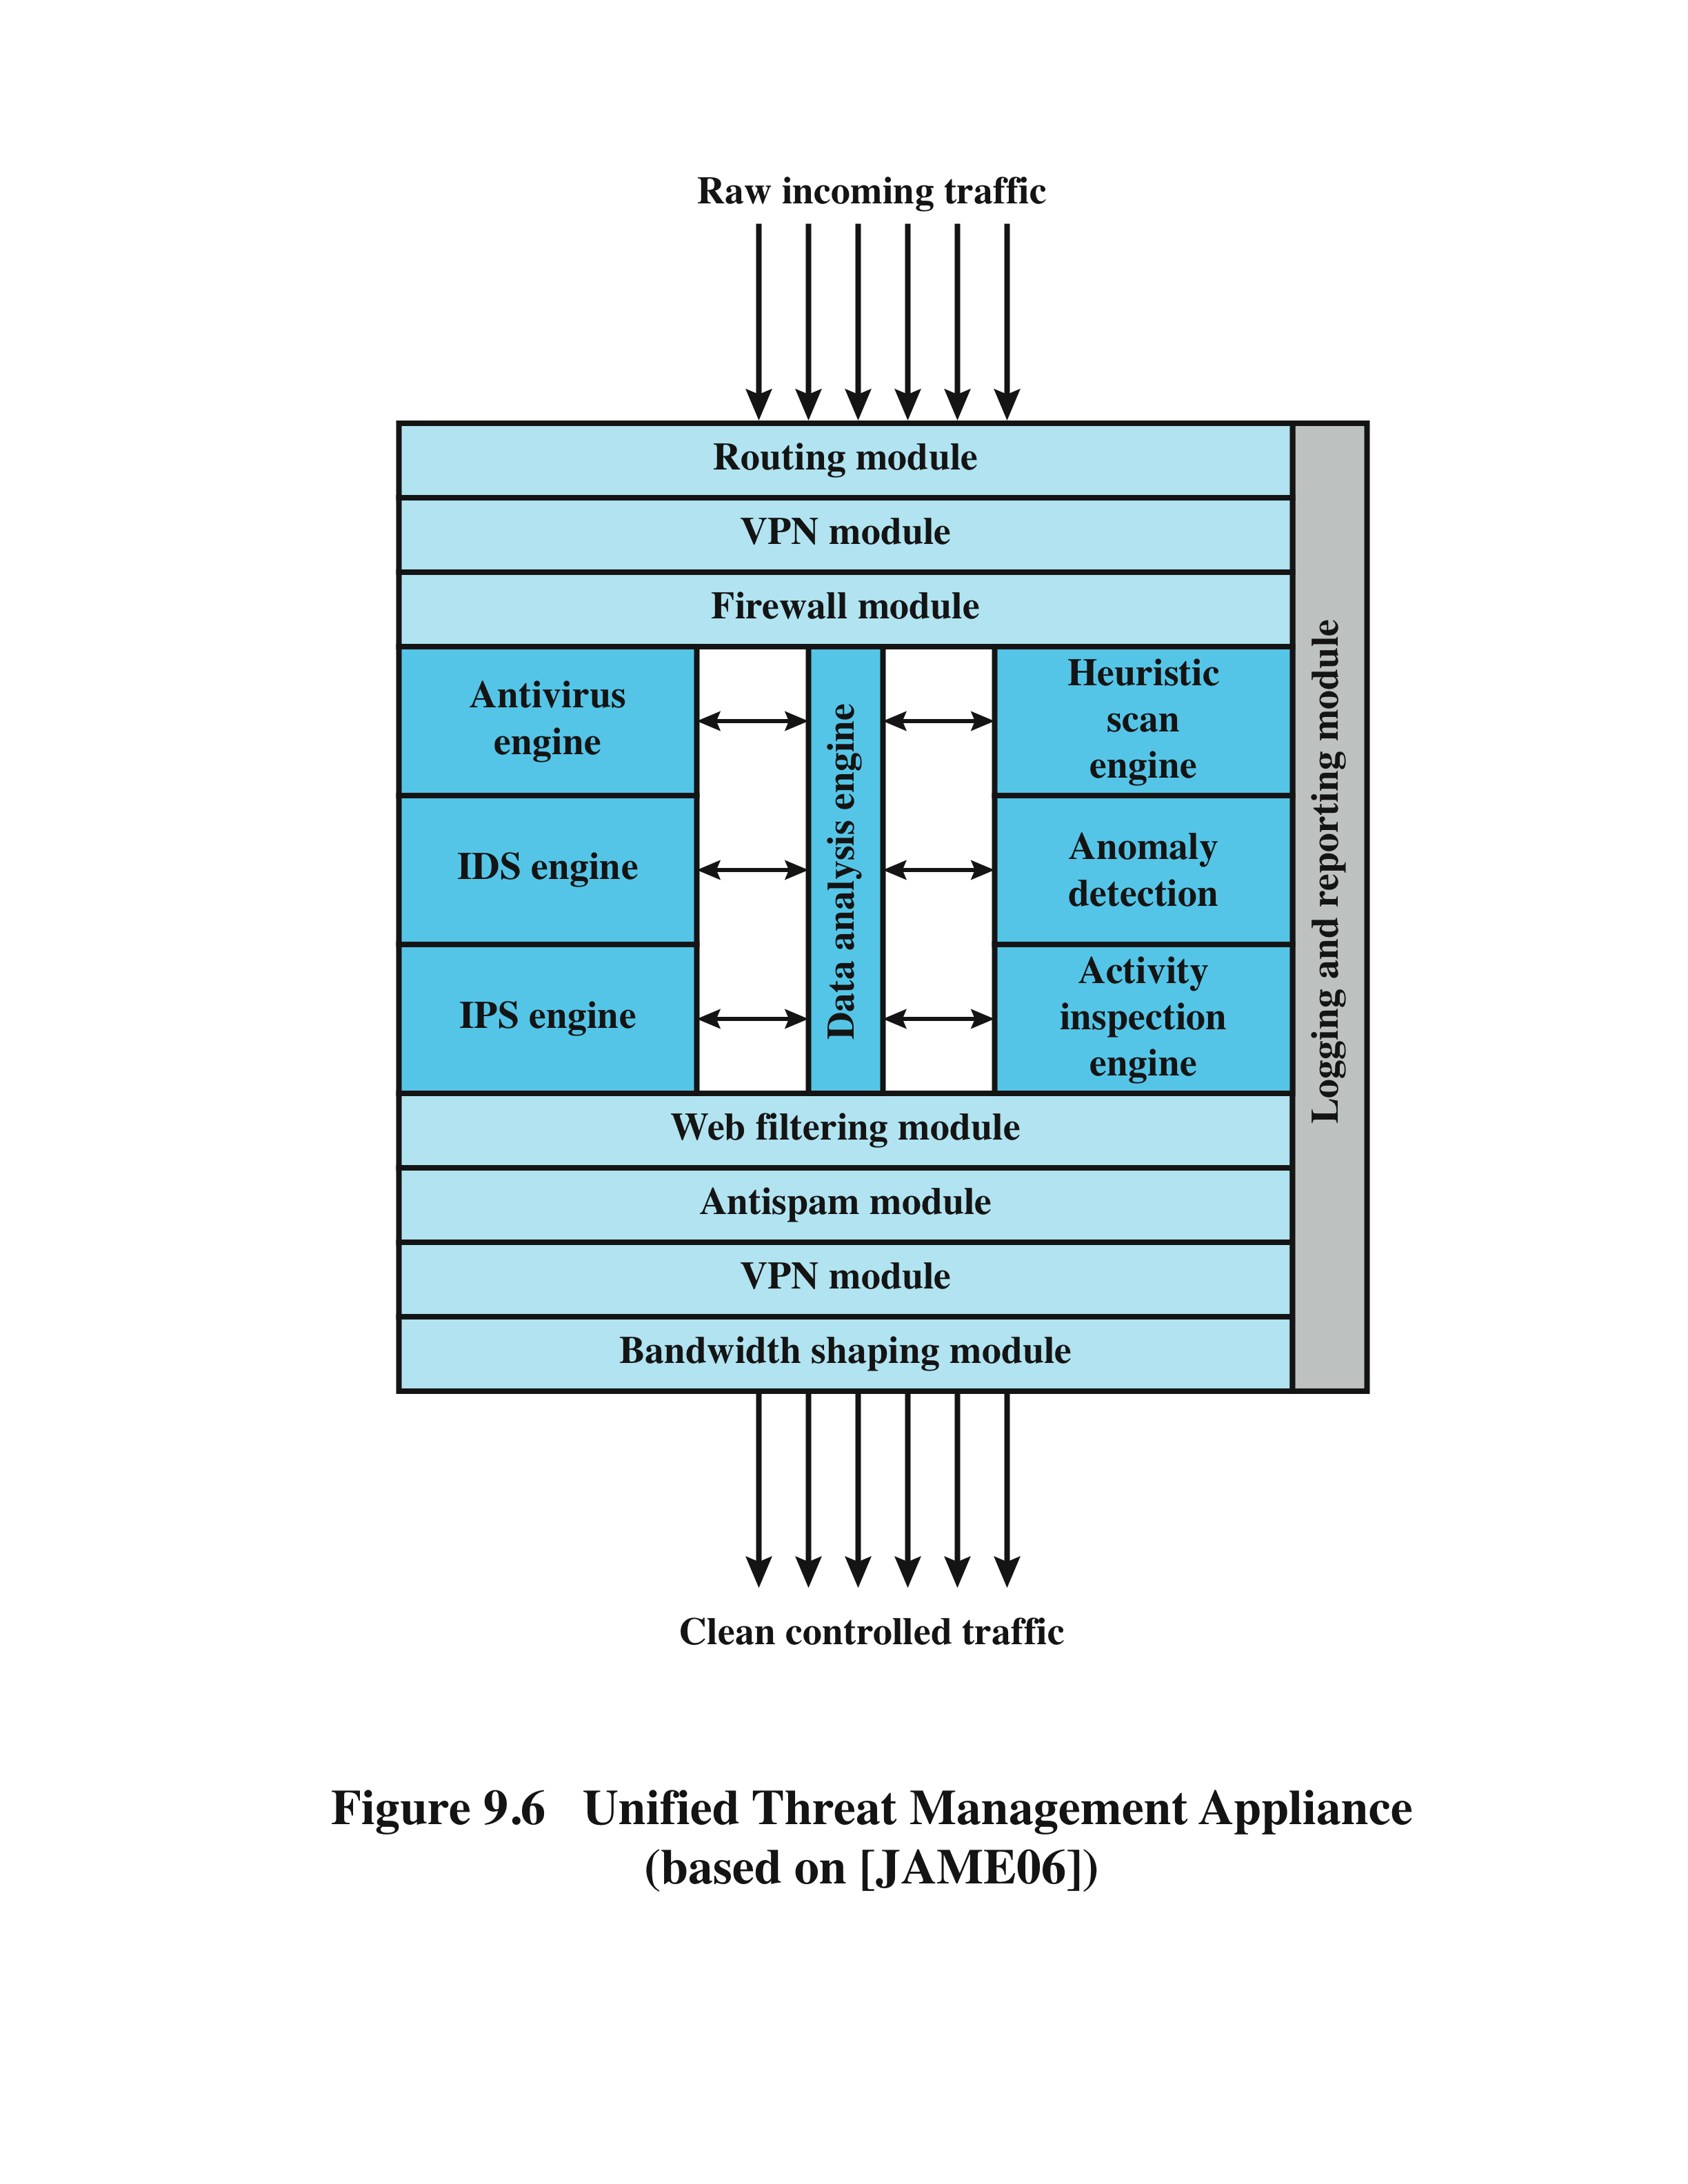 Raw incoming traffic
Routing module
VPN module
Firewall module
Antivirus
engine
IDS engine
IPS engine
Data analysis engine
Heuristic
scan
engine
Anomaly
detection
Activity
inspection
engine
Logging and reporting module
Web filtering module
Antispam module
VPN module
Bandwidth shaping module
Clean controlled traffic
Figure 9.6 Unified Threat Management Appliance
(based on [JAME06])